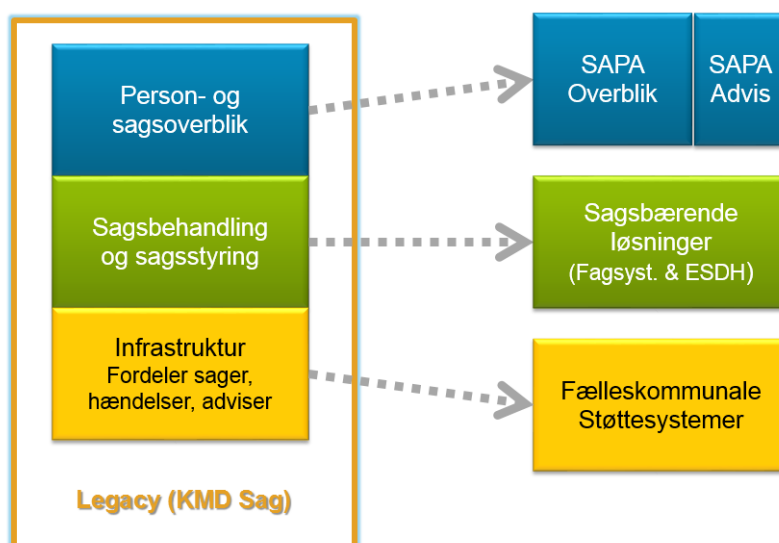 Person- og
sagsoverblik
Sagsbehandling
og sagsstyring
Infrastruktur
Fordeler sager,
hændelser, adviser
Legacy (KMD Sag)
SAPA
Overblik
SAPA
Advis
Sagsbærende
løsninger
(Fagsyst. & ESDH)
Fælleskommunale
Støttesystemer